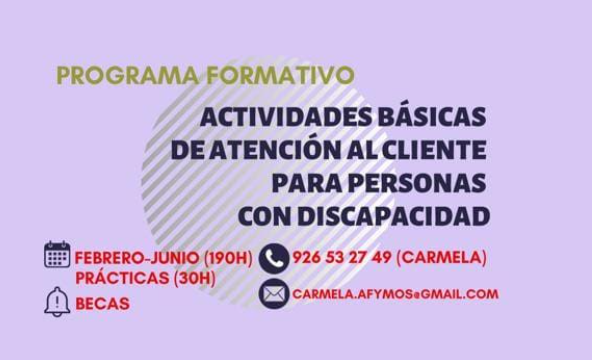 PROGRAMA FORMATIVO
ACTIVIDADES BÁSICAS
DE ATENCIÓN AL CLIENTE
PARA PERSONAS
CON DISCAPACIDAD
FEBRERO-JUNIO (190H)
PRÁCTICAS (30H)
BECAS
926 53 27 49 (CARMELA)
CARMELA.AFYMOS@GMAIL.COM